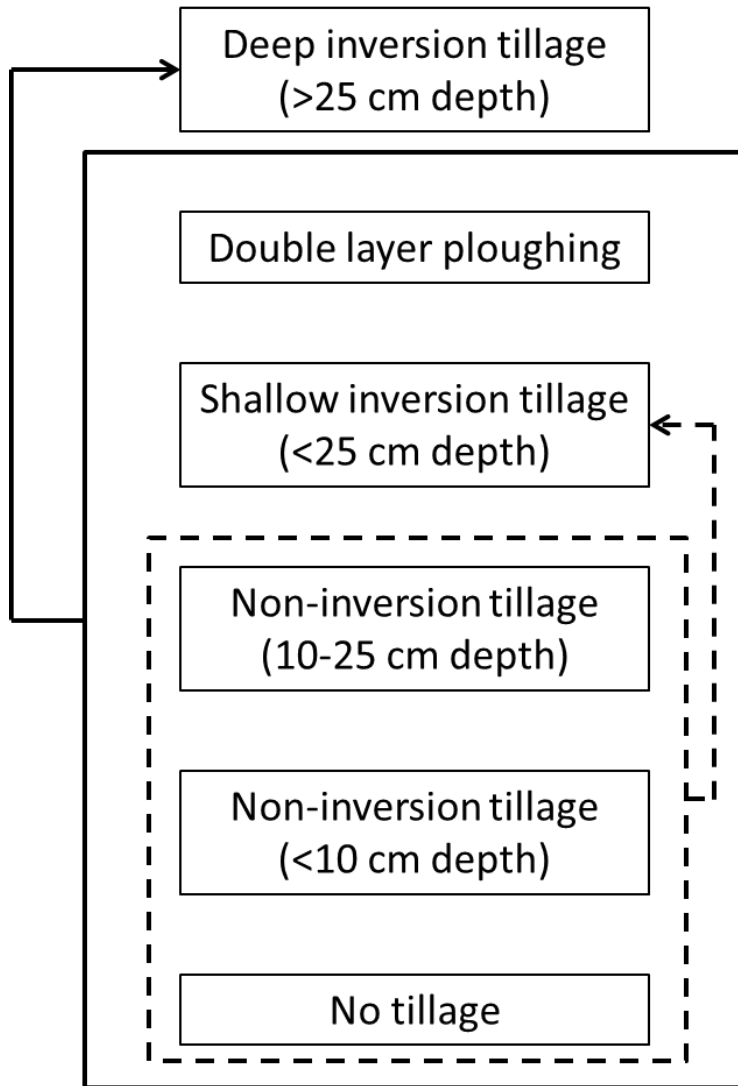 Deep inversion tillage
(>25 cm depth)
Double layer ploughing
Shallow inversion tillage
(<25 cm depth)
Non-inversion tillage
(10-25 cm depth)
Non-inversion tillage
(<10 cm depth)
No tillage